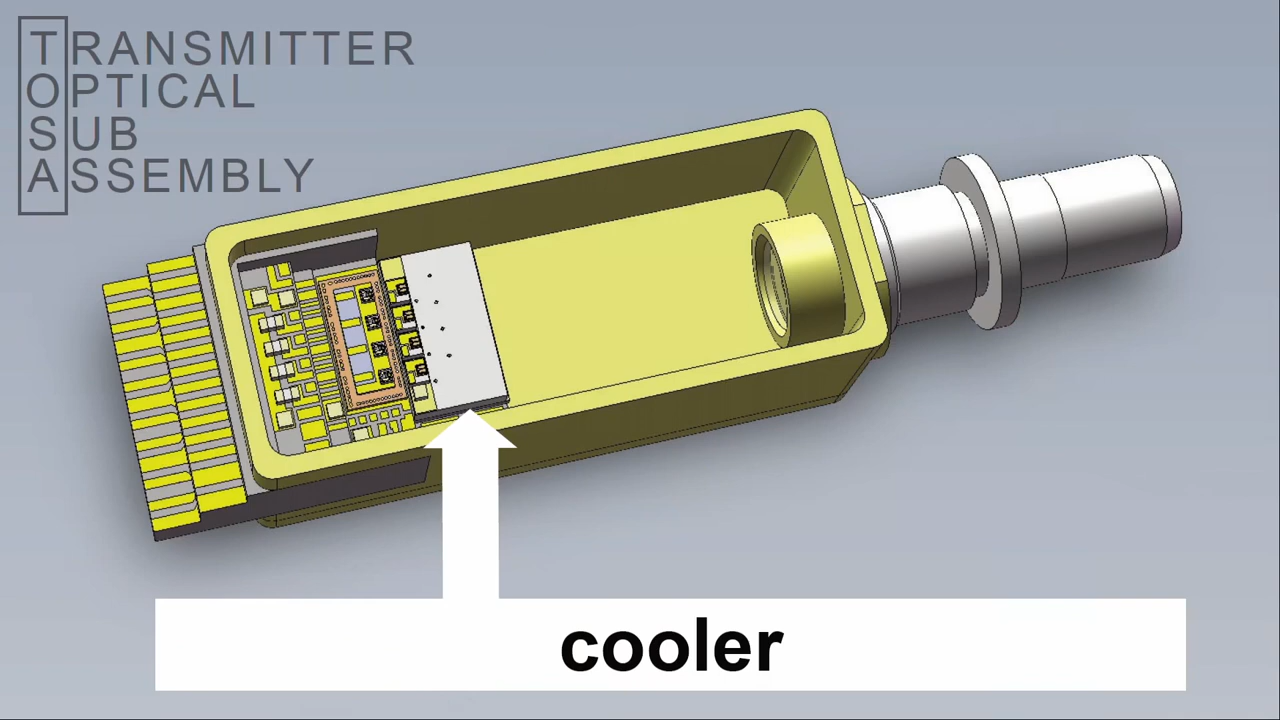 TRANSMITTER
OPTICAL
SUB
ASSEMBLY
cooler